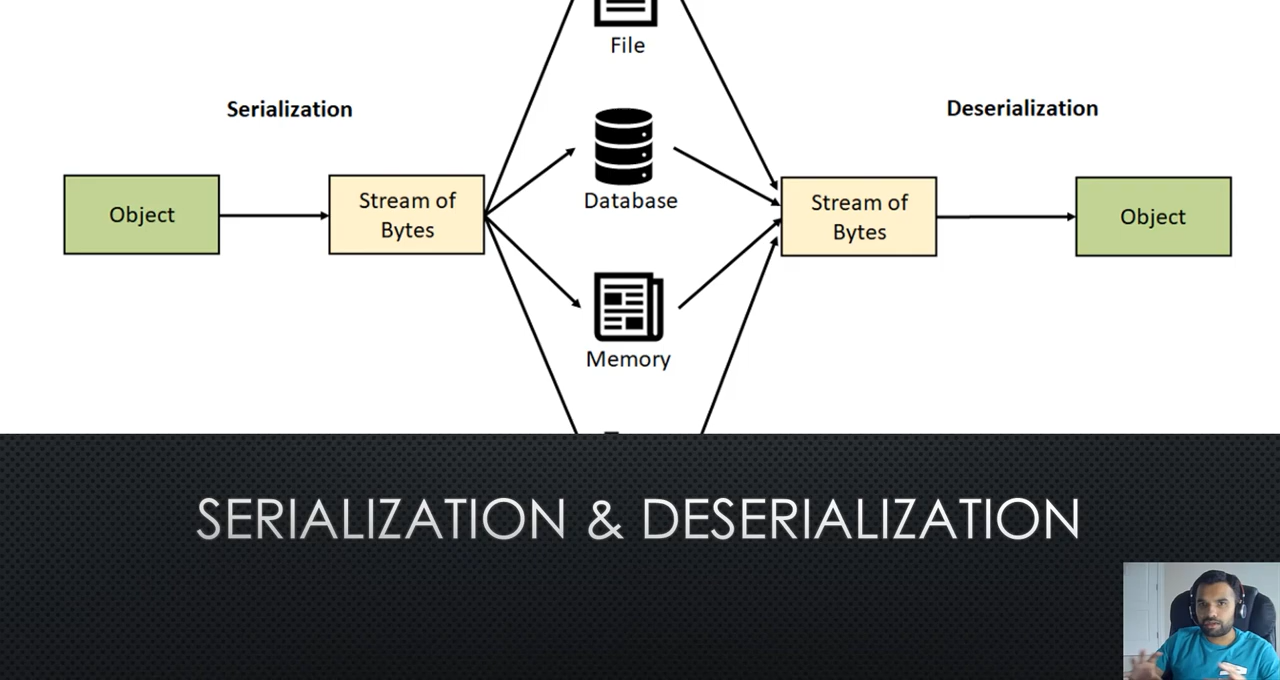 File
Serialization
Deserialization
Database
Object
Stream of
Bytes
Stream of
Bytes
Object
Memory
SERIALIZATION & DESERIALIZATION